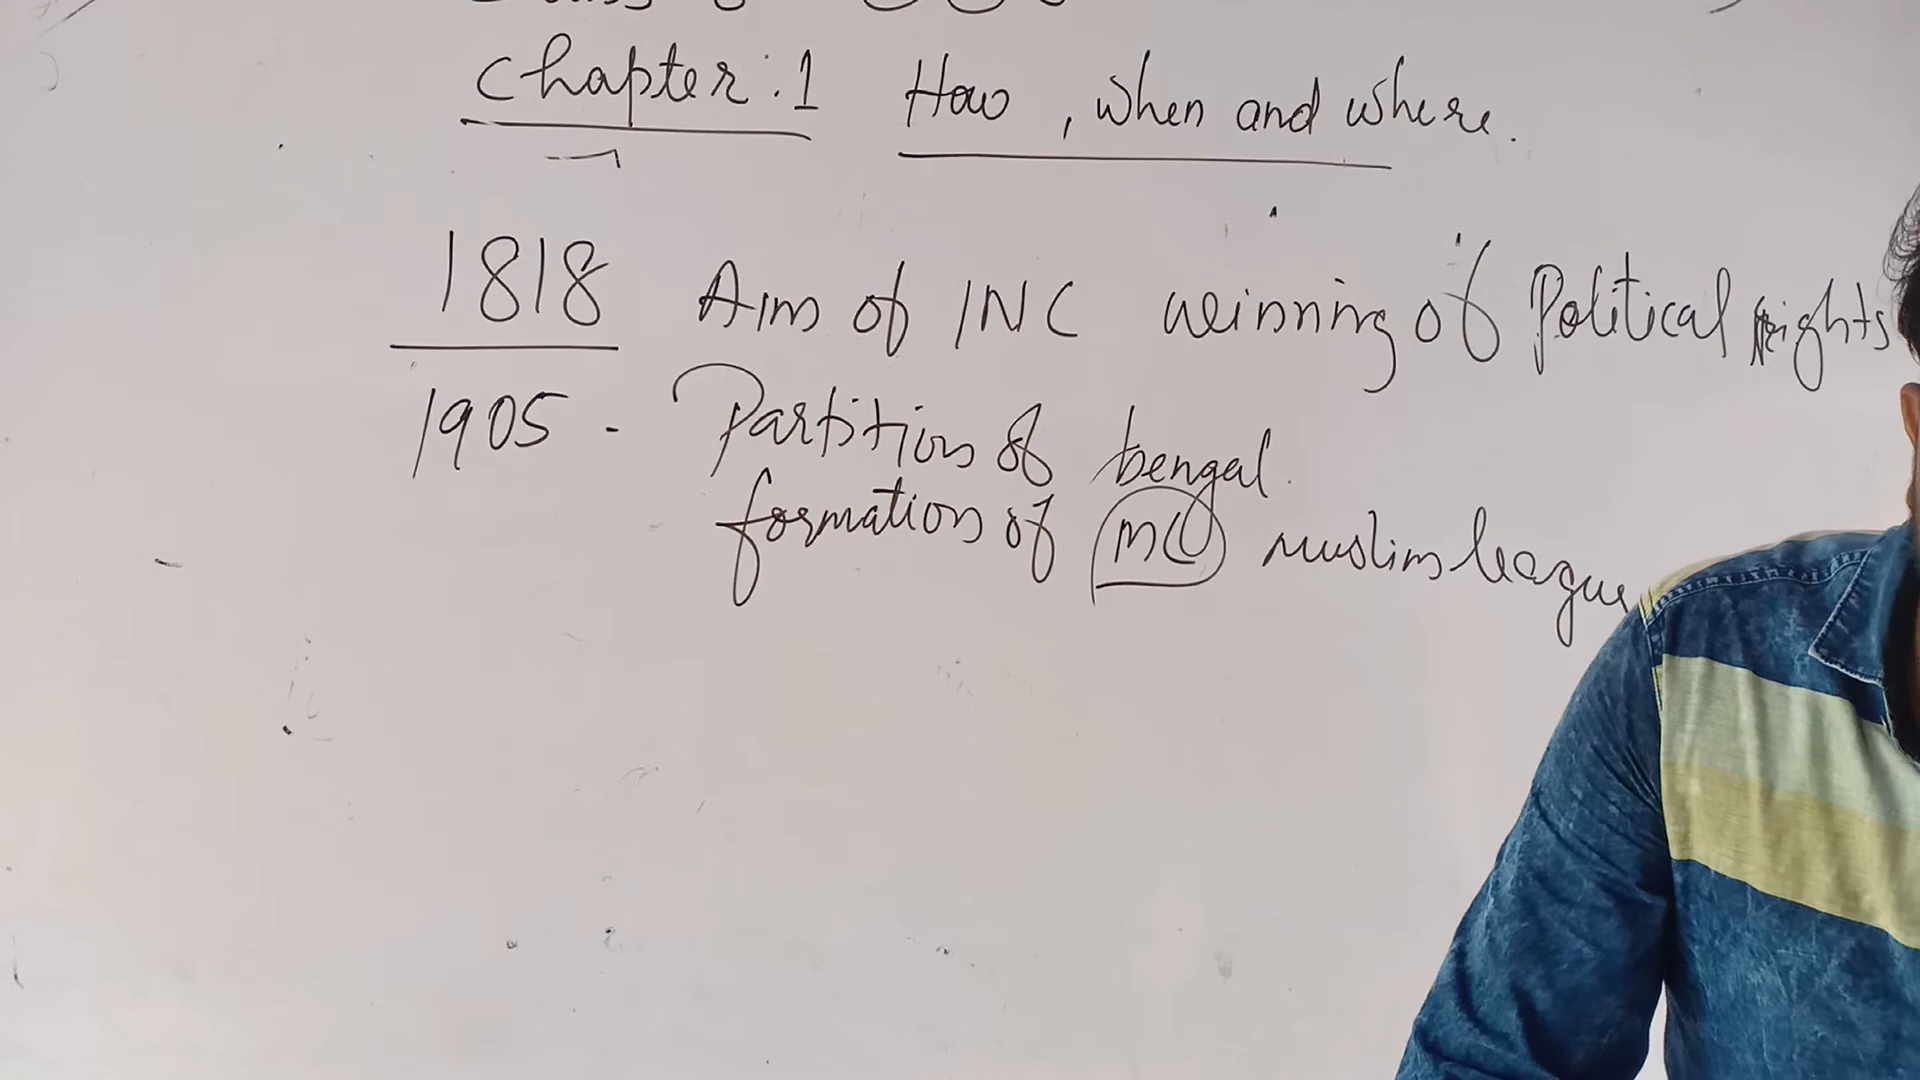 Chapter : 1 How , when and where.
1818 Aim of INC winning of Political rights
1905 - Partition of bengal.
formation of ML muslim league